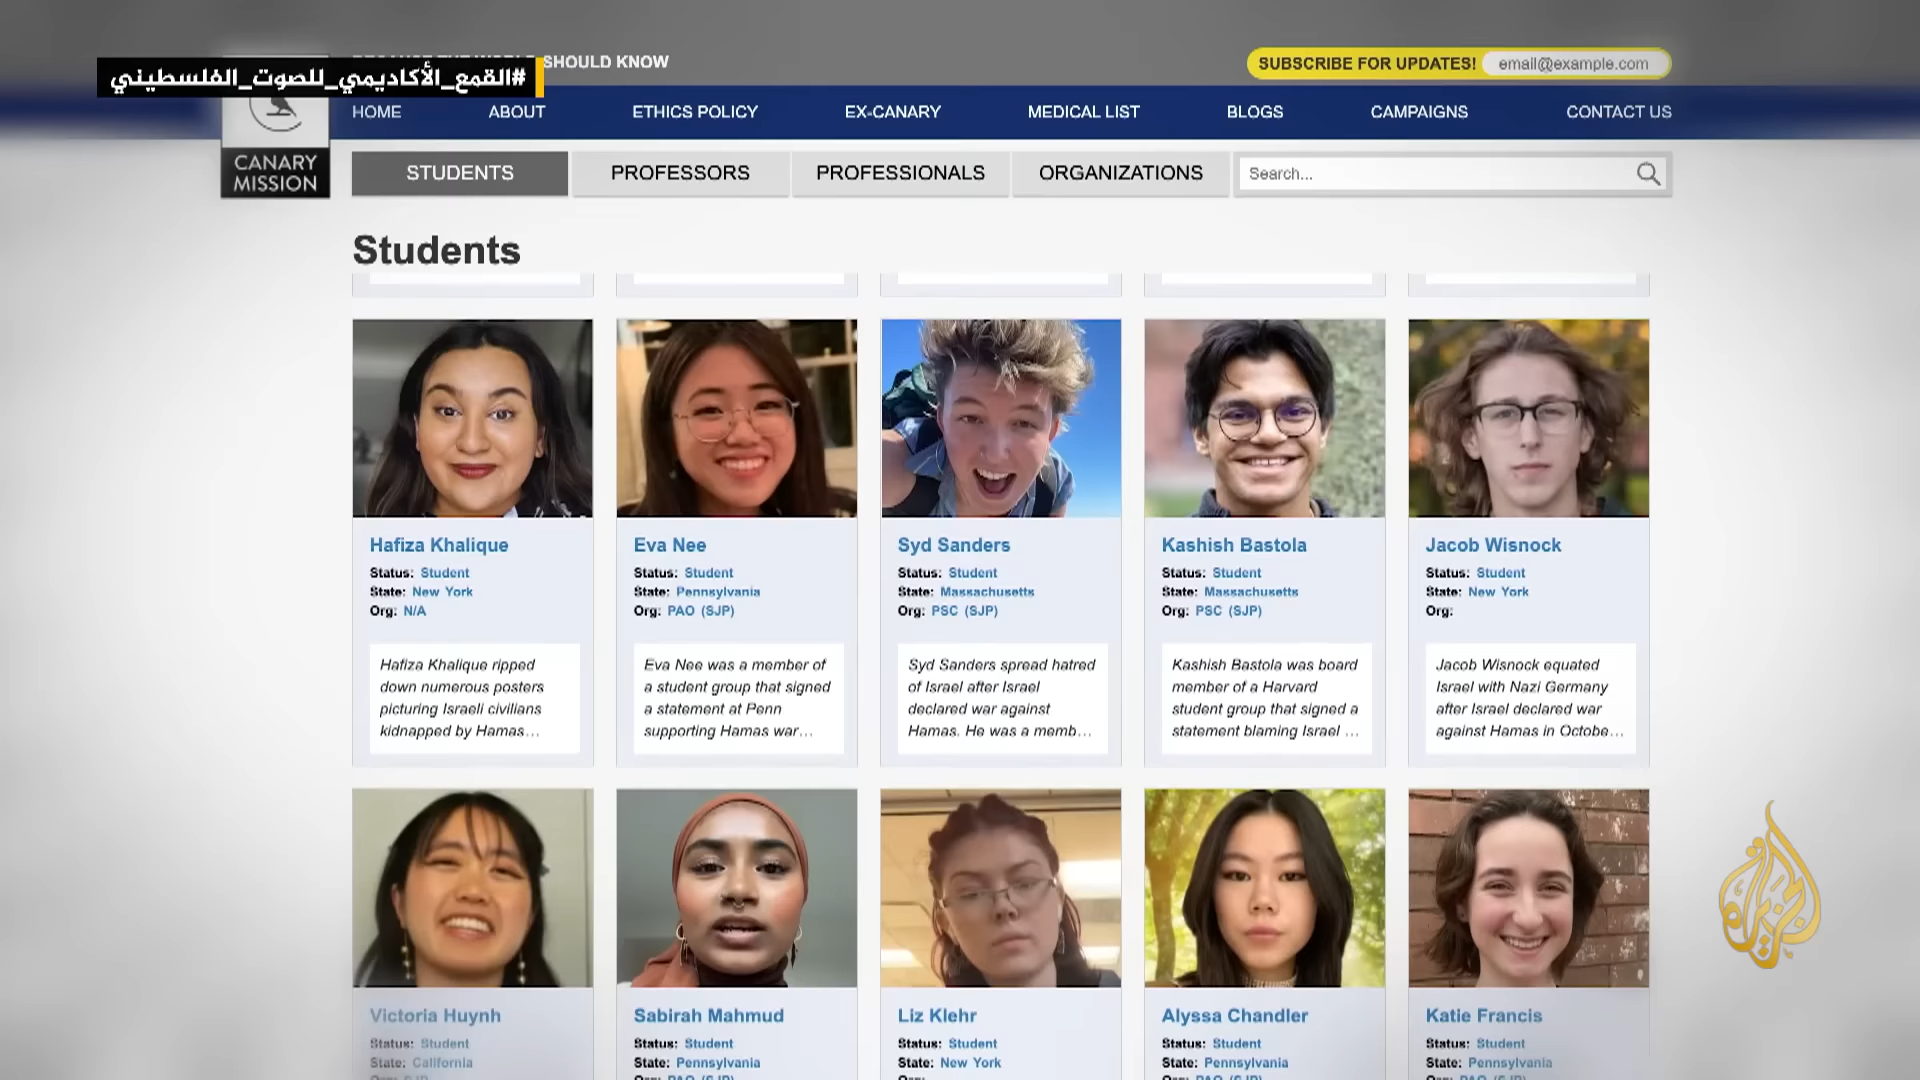 SHOULD KNOW
SUBSCRIBE FOR UPDATES! email@example.com
#القمع_الأكاديمي_للصوت_الفلسطيني
HOME ABOUT ETHICS POLICY EX-CANARY MEDICAL LIST BLOGS CAMPAIGNS CONTACT US
CANARY
MISSION
STUDENTS PROFESSORS PROFESSIONALS ORGANIZATIONS Search...
Students
Hafiza Khalique
Status: Student
State: New York
Org: N/A
Hafiza Khalique ripped
down numerous posters
picturing Israeli civilians
kidnapped by Hamas...
Eva Nee
Status: Student
State: Pennsylvania
Org: PAO (SJP)
Eva Nee was a member of
a student group that signed
a statement at Penn
supporting Hamas war...
Syd Sanders
Status: Student
State: Massachusetts
Org: PSC (SJP)
Syd Sanders spread hatred
of Israel after Israel
declared war against
Hamas. He was a memb...
Kashish Bastola
Status: Student
State: Massachusetts
Org: PSC (SJP)
Kashish Bastola was board
member of a Harvard
student group that signed a
statement blaming Israel ...
Jacob Wisnock
Status: Student
State: New York
Org:
Jacob Wisnock equated
Israel with Nazi Germany
after Israel declared war
against Hamas in Octobe...
Victoria Huynh
Status: Student
State: California
Sabirah Mahmud
Status: Student
State: Pennsylvania
Liz Klehr
Status: Student
State: New York
Alyssa Chandler
Status: Student
State: Pennsylvania
Katie Francis
Status: Student
State: Pennsylvania
الجزيرة